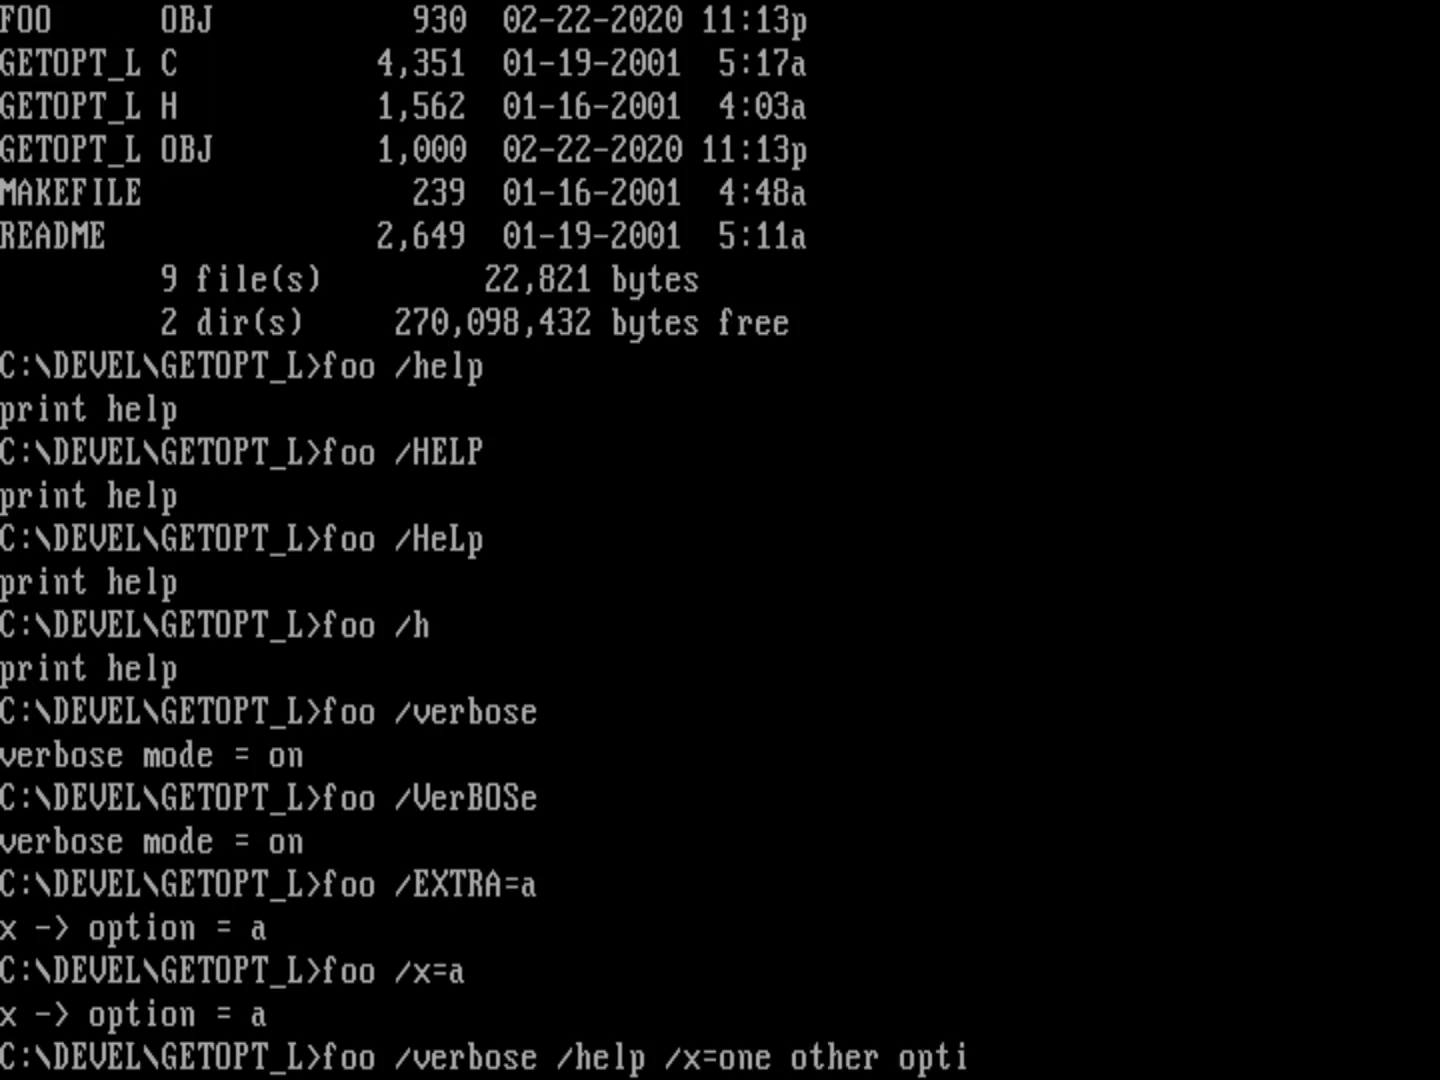 FOO      OBJ           930  02-22-2020 11:13p
GETOPT_L C           4,351  01-19-2001  5:17a
GETOPT_L H           1,562  01-16-2001  4:03a
GETOPT_L OBJ         1,000  02-22-2020 11:13p
MAKEFILE               239  01-16-2001  4:48a
README               2,649  01-19-2001  5:11a
         9 file(s)         22,821 bytes
         2 dir(s)     270,098,432 bytes free
C:\DEVEL\GETOPT_L>foo /help
print help
C:\DEVEL\GETOPT_L>foo /HELP
print help
C:\DEVEL\GETOPT_L>foo /HeLp
print help
C:\DEVEL\GETOPT_L>foo /h
print help
C:\DEVEL\GETOPT_L>foo /verbose
verbose mode = on
C:\DEVEL\GETOPT_L>foo /VerBOSe
verbose mode = on
C:\DEVEL\GETOPT_L>foo /EXTRA=a
x -> option = a
C:\DEVEL\GETOPT_L>foo /x=a
x -> option = a
C:\DEVEL\GETOPT_L>foo /verbose /help /x=one other opti